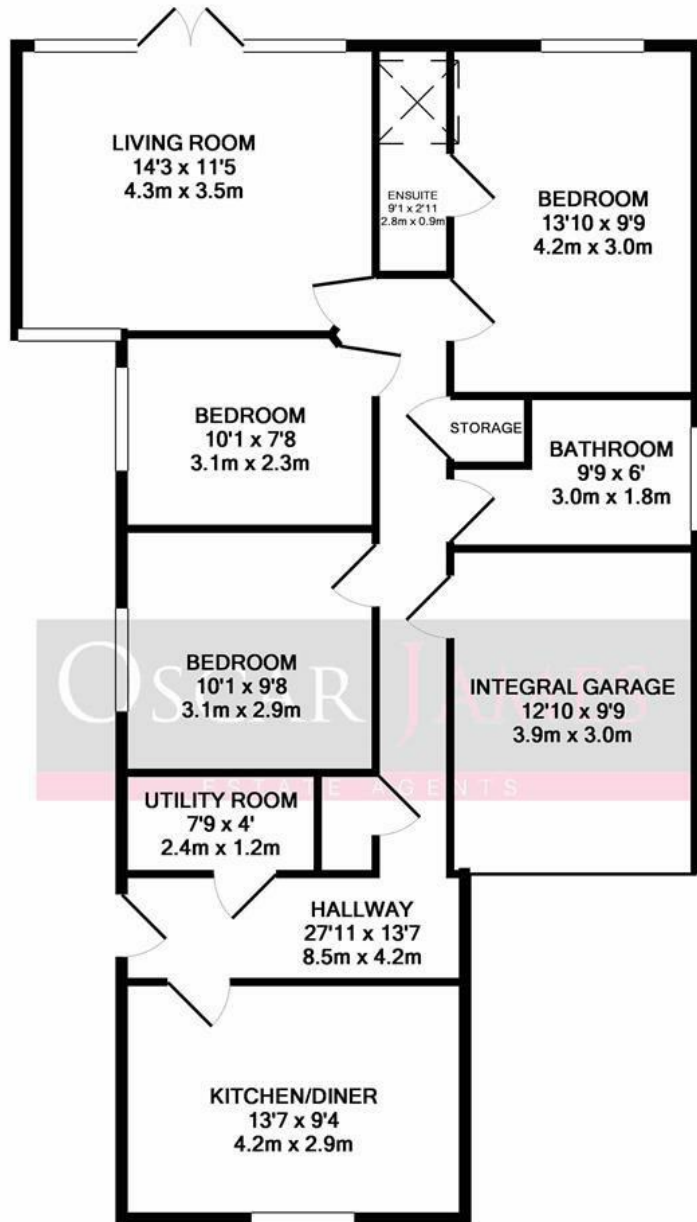 LIVING ROOM
14'3 x 11'5
4.3m x 3.5m
ENSUITE
9'1 x 2'11
2.8m x 0.9m
BEDROOM
13'10 x 9'9
4.2m x 3.0m
BEDROOM
10'1 x 7'8
3.1m x 2.3m
STORAGE
BATHROOM
9'9 x 6'
3.0m x 1.8m
OSCAR JAMES
ESTATE AGENTS
BEDROOM
10'1 x 9'8
3.1m x 2.9m
INTEGRAL GARAGE
12'10 x 9'9
3.9m x 3.0m
UTILITY ROOM
7'9 x 4'
2.4m x 1.2m
HALLWAY
27'11 x 13'7
8.5m x 4.2m
KITCHEN/DINER
13'7 x 9'4
4.2m x 2.9m